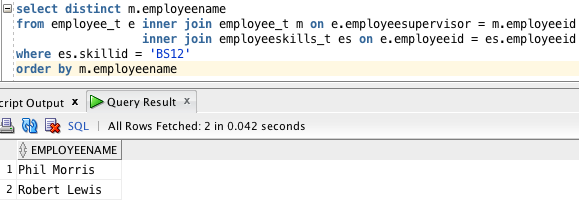 select distinct m.employeename
from employee_t e inner join employee_t m on e.employeesupervisor = m.employeeid
inner join employeeskills_t es on e.employeeid = es.employeeid
where es.skillid = 'BS12'
order by m.employeename
cript Output x Query Result x
SQL | All Rows Fetched: 2 in 0.042 seconds
EMPLOYEENAME
1 Phil Morris
2 Robert Lewis